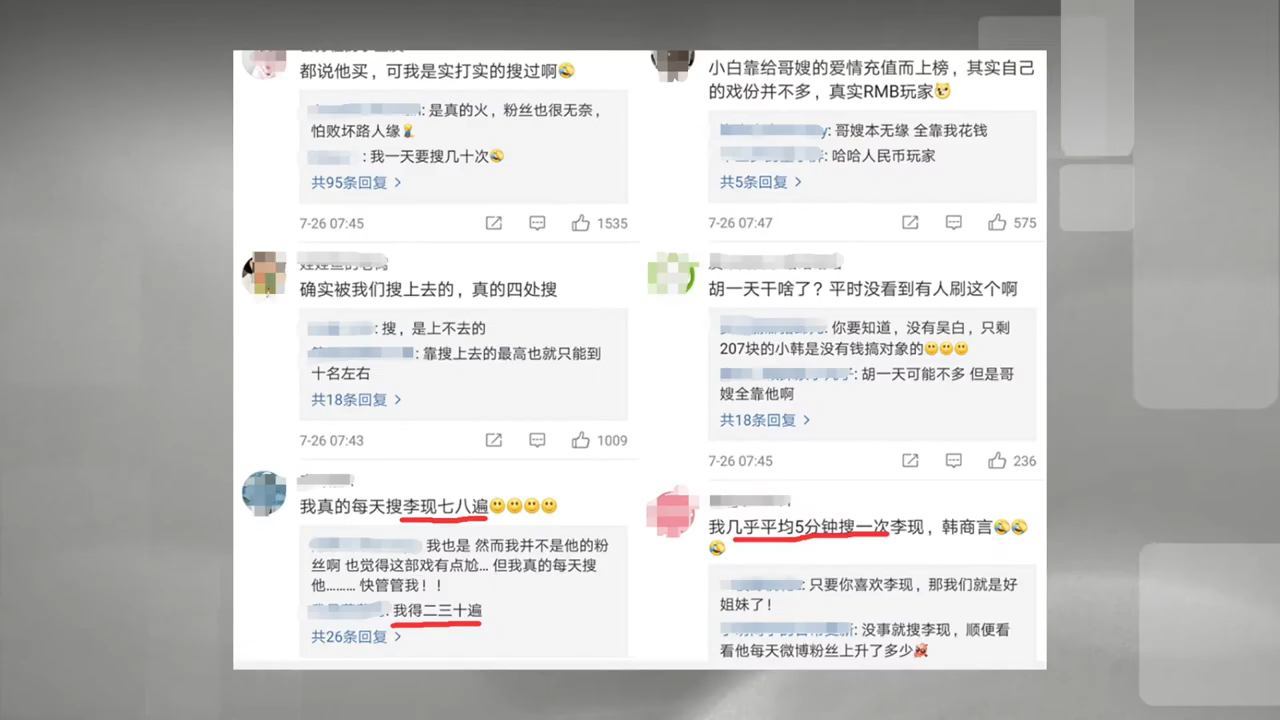 都说他买，可我是实打实的搜过啊
: 是真的火，粉丝也很无奈，
怕败坏路人缘
: 我一天要搜几十次
共95条回复 >
7-26 07:45
1535
确实被我们搜上去的，真的四处搜
: 搜，是上不去的
: 靠搜上去的最高也就只能到
十名左右
共18条回复 >
7-26 07:43
1009
我真的每天搜李现七八遍
我也是 然而我并不是他的粉
丝啊 也觉得这部戏有点尬... 但我真的每天搜
他......... 快管管我！！
: 我得二三十遍
共26条回复 >
小白靠给哥嫂的爱情充值而上榜，其实自己
的戏份并不多，真实RMB玩家
: 哥嫂本无缘 全靠我花钱
: 哈哈人民币玩家
共5条回复 >
7-26 07:47
575
胡一天干啥了？平时没看到有人刷这个啊
: 你要知道，没有吴白，只剩
207块的小韩是没有钱搞对象的
: 胡一天可能不多 但是哥
嫂全靠他啊
共18条回复 >
7-26 07:45
236
我几乎平均5分钟搜一次李现，韩商言
: 只要你喜欢李现，那我们就是好
姐妹了！
: 没事就搜李现，顺便看
看他每天微博粉丝上升了多少